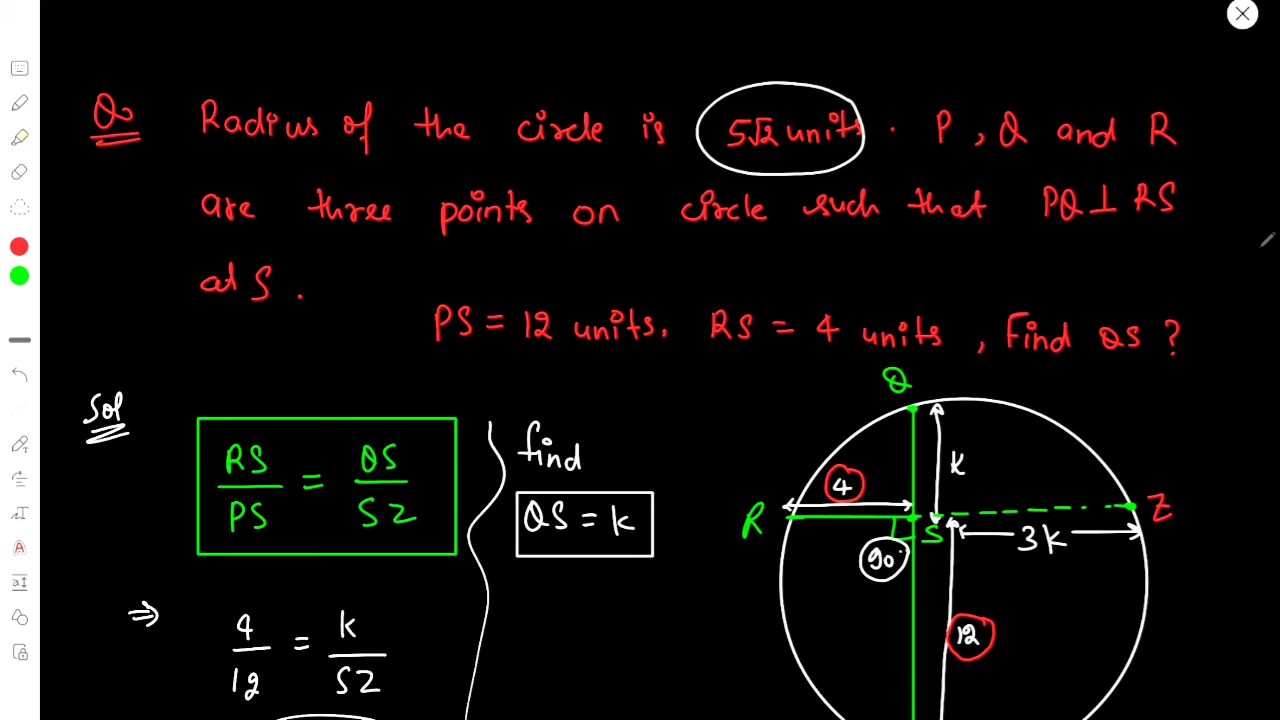 Q Radius of the circle is 5√2 units. P, Q and R
are three points on circle such that PQ ⊥ RS
at S.
PS = 12 units. RS = 4 units, Find QS ?
Sol
RS/PS = QS/SZ
find
QS = k
⇒ 4/12 = k/SZ
Q
k
4
R
S
Z
3k
90°
12